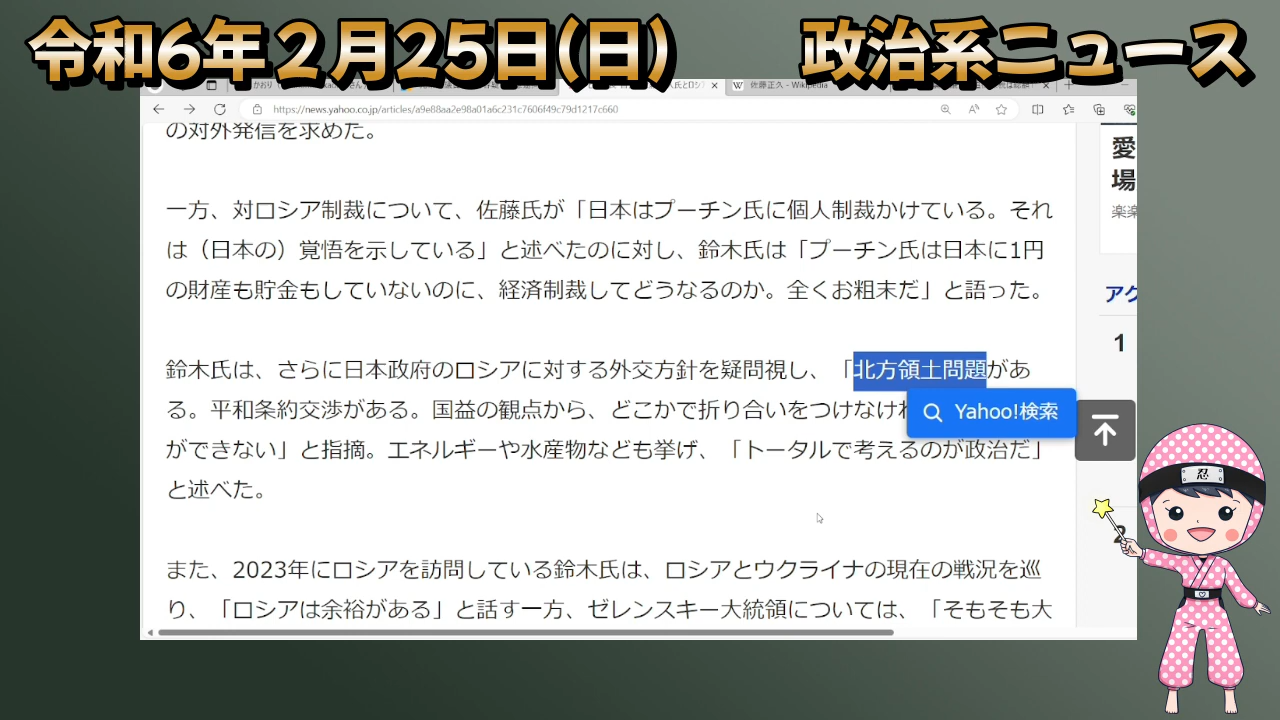 令和6年２月25日(日)
政治系ニュース
佐藤正久 - Wikipedia
https://news.yahoo.co.jp/articles/a9e88aa2e98a01a6c231c7606f49c79d1217c660
の対外発信を求めた。
愛
場
楽楽
一方、対ロシア制裁について、佐藤氏が「日本はプーチン氏に個人制裁かけている。それ
は（日本の）覚悟を示している」と述べたのに対し、鈴木氏は「プーチン氏は日本に1円
の財産も貯金もしていないのに、経済制裁してどうなるのか。全くお粗末だ」と語った。
アク
1
鈴木氏は、さらに日本政府のロシアに対する外交方針を疑問視し、「北方領土問題があ
る。平和条約交渉がある。国益の観点から、どこかで折り合いをつけなけ
Yahoo!検索
ができない」と指摘。エネルギーや水産物なども挙げ、「トータルで考えるのが政治だ」
と述べた。
忍
2
また、2023年にロシアを訪問している鈴木氏は、ロシアとウクライナの現在の戦況を巡
り、「ロシアは余裕がある」と話す一方、ゼレンスキー大統領については、「そもそも大